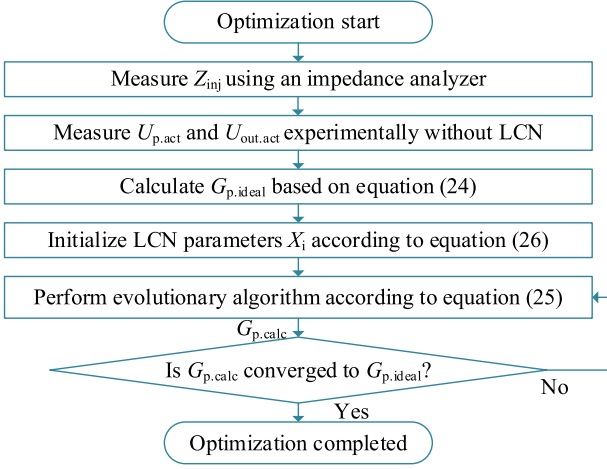 Optimization start
Measure Zinj using an impedance analyzer
Measure Up.act and Uout.act experimentally without LCN
Calculate Gp.ideal based on equation (24)
Initialize LCN parameters Xi according to equation (26)
Perform evolutionary algorithm according to equation (25)
Gp.calc
Is Gp.calc converged to Gp.ideal?
No
Yes
Optimization completed